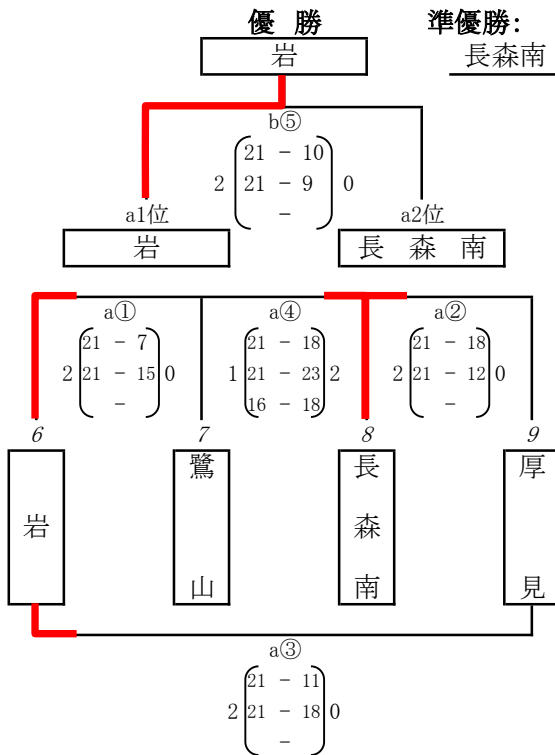 優 勝 準優勝:
岩 長森南
b⑤
21 - 10
2 21 - 9 0
-
a1位 a2位
岩 長 森 南
a① a④ a②
21 - 7 21 - 18 21 - 18
2 21 - 15 0 1 21 - 23 2 2 21 - 12 0
- 16 - 18 -
6 7 8 9
岩 鷺山 長森南 厚見
a③
21 - 11
2 21 - 18 0
-